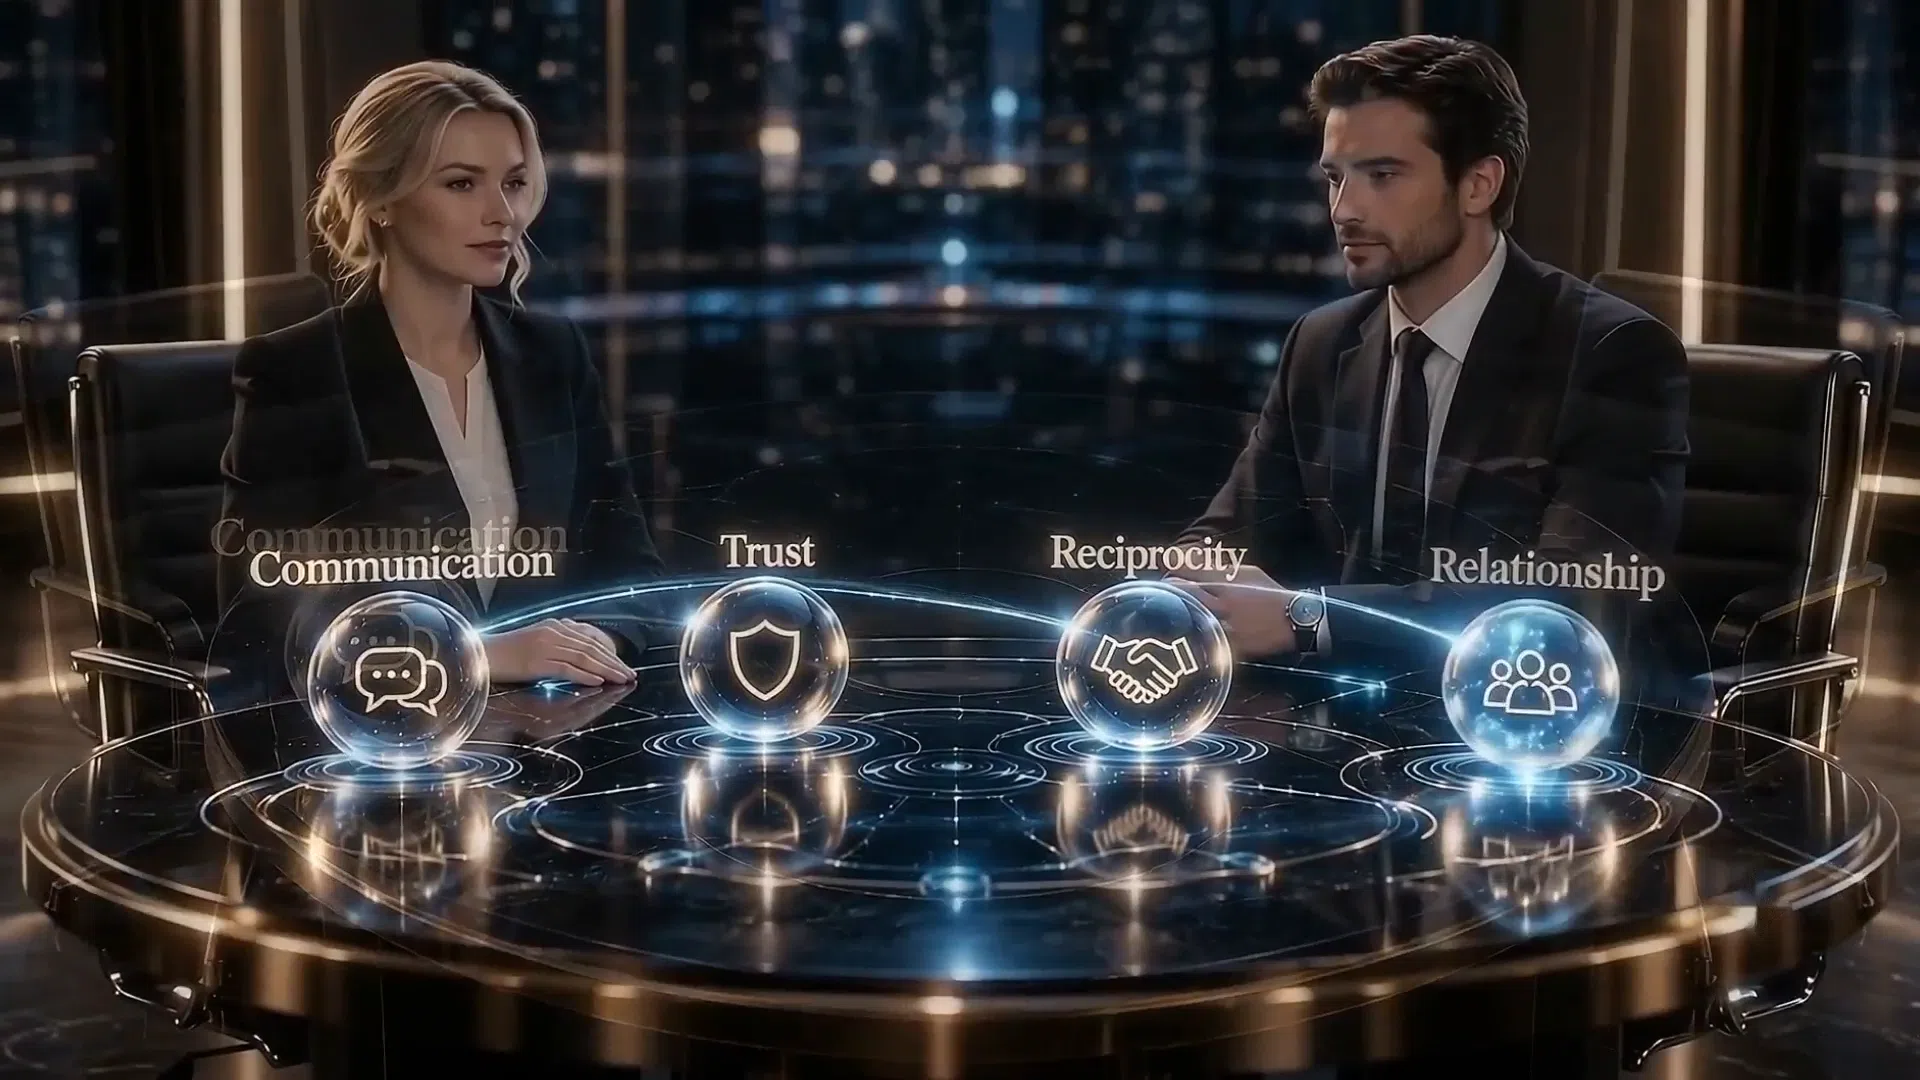 Communication
Communication
Trust
Reciprocity
Relationship